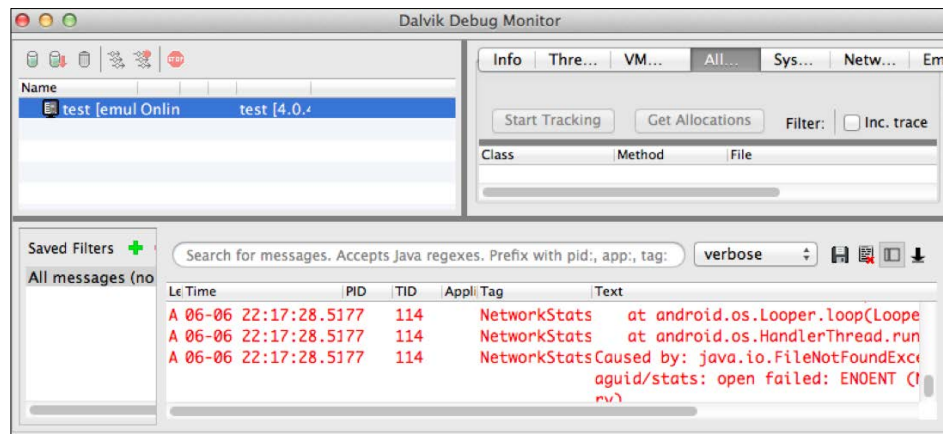 Dalvik Debug Monitor
Info Thre... VM... All... Sys... Netw... Em
Name
test [emul Onlin test [4.0.4
Start Tracking Get Allocations Filter: Inc. trace
Class Method File
Saved Filters
Search for messages. Accepts Java regexes. Prefix with pid:, app:, tag: verbose
All messages (no
Le Time PID TID Appli Tag Text
A 06-06 22:17:28.5177 114 NetworkStats at android.os.Looper.loop(Loope
A 06-06 22:17:28.5177 114 NetworkStats at android.os.HandlerThread.run
A 06-06 22:17:28.5177 114 NetworkStats Caused by: java.io.FileNotFoundExce
aguid/stats: open failed: ENOENT (N
ry)